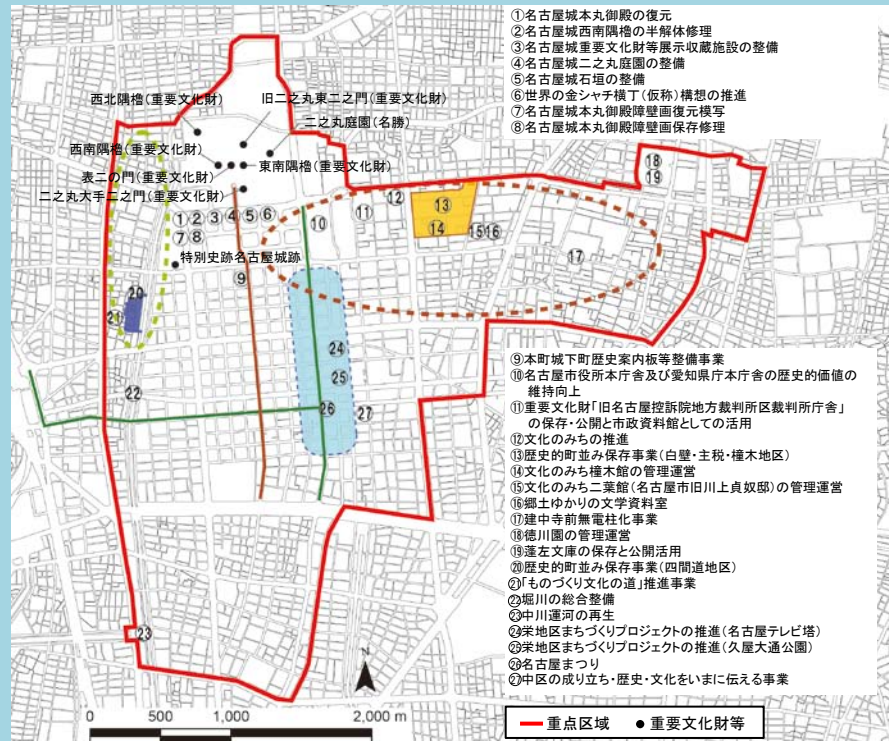 ①名古屋城本丸御殿の復元
②名古屋城西南隅櫓の半解体修理
③名古屋城重要文化財等展示収蔵施設の整備
④名古屋城二之丸庭園の整備
⑤名古屋城石垣の整備
⑥世界の金シャチ横丁(仮称)構想の推進
⑦名古屋城本丸御殿障壁画復元模写
⑧名古屋城本丸御殿障壁画保存修理
西北隅櫓(重要文化財)
旧二之丸東二之門(重要文化財)
二之丸庭園(名勝)
西南隅櫓(重要文化財)
東南隅櫓(重要文化財)
表二の門(重要文化財)
二之丸大手二之門(重要文化財)
⑱
⑲
⑫
⑬
①②③④⑤⑥
⑩
⑪
⑭
⑮⑯
⑦⑧
⑰
特別史跡名古屋城跡
⑨
⑳
㉑
㉔
㉕
㉒
㉖
㉗
㉓
⑨本町城下町歴史案内板等整備事業
⑩名古屋市役所本庁舎及び愛知県庁本庁舎の歴史的価値の
維持向上
⑪重要文化財「旧名古屋控訴院地方裁判所区裁判所庁舎」
の保存・公開と市政資料館としての活用
⑫文化のみちの推進
⑬歴史的町並み保存事業(白壁・主税・橦木地区)
⑭文化のみち橦木館の管理運営
⑮文化のみち二葉館(名古屋市旧川上貞奴邸)の管理運営
⑯郷土ゆかりの文学資料室
⑰建中寺前無電柱化事業
⑱徳川園の管理運営
⑲蓬左文庫の保存と公開活用
⑳歴史的町並み保存事業(四間道地区)
㉑「ものづくり文化の道」推進事業
㉒堀川の総合整備
㉓中川運河の再生
㉔栄地区まちづくりプロジェクトの推進(名古屋テレビ塔)
㉕栄地区まちづくりプロジェクトの推進(久屋大通公園)
㉖名古屋まつり
㉗中区の成り立ち・歴史・文化をいまに伝える事業
N
0 500 1,000 2,000 m
重点区域 ● 重要文化財等